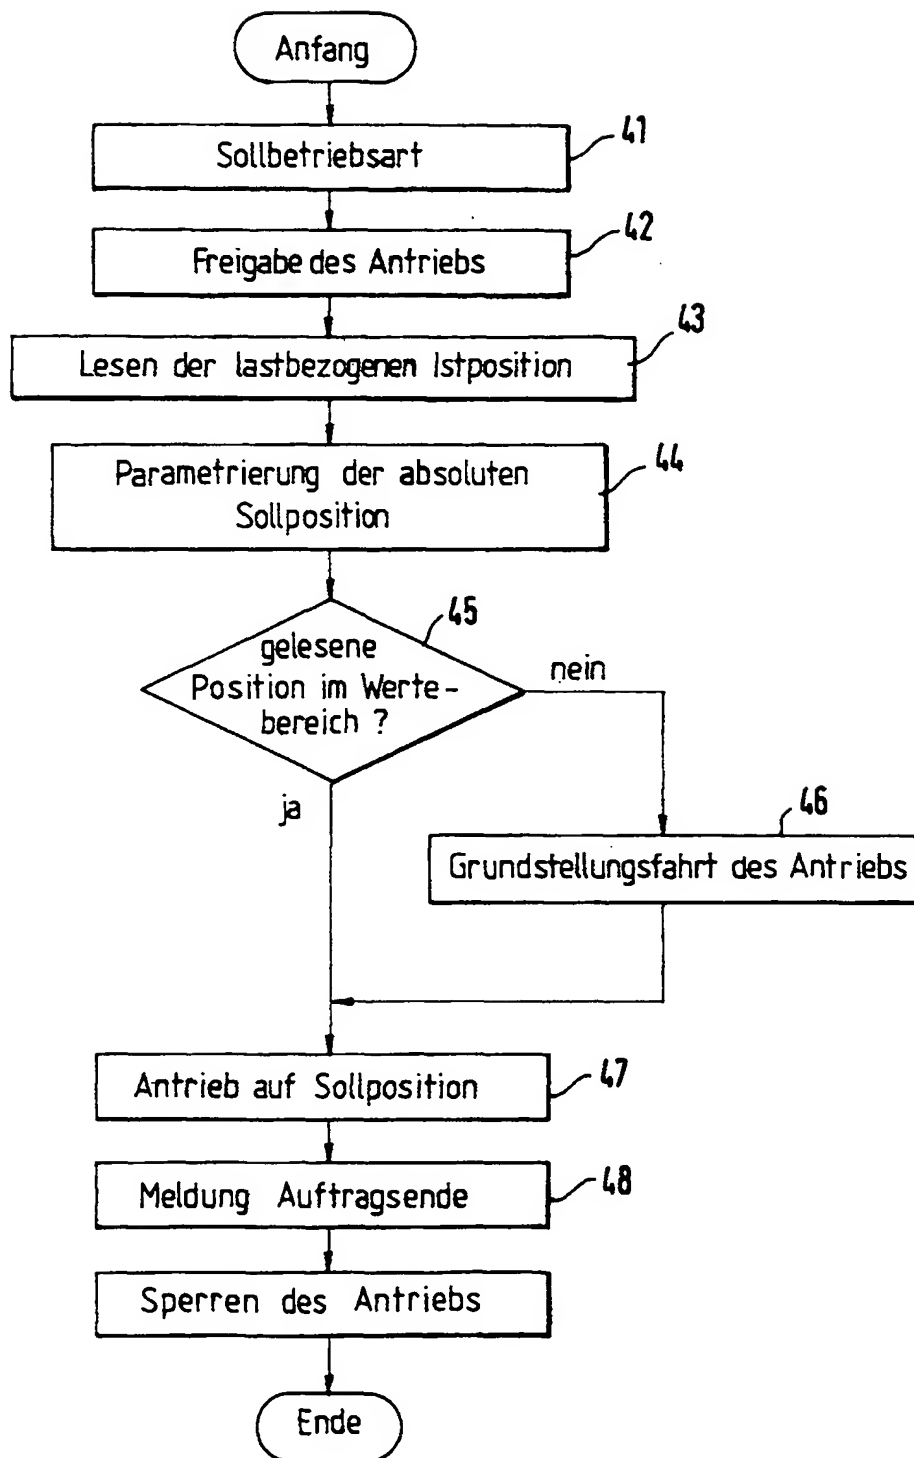 Anfang
Sollbetriebsart
41
Freigabe des Antriebs
42
Lesen der lastbezogenen Istposition
43
Parametrierung der absoluten
Sollposition
44
gelesene
Position im Werte-
bereich ?
45
nein
ja
46
Grundstellungsfahrt des Antriebs
Antrieb auf Sollposition
47
Meldung Auftragsende
48
Sperren des Antriebs
Ende